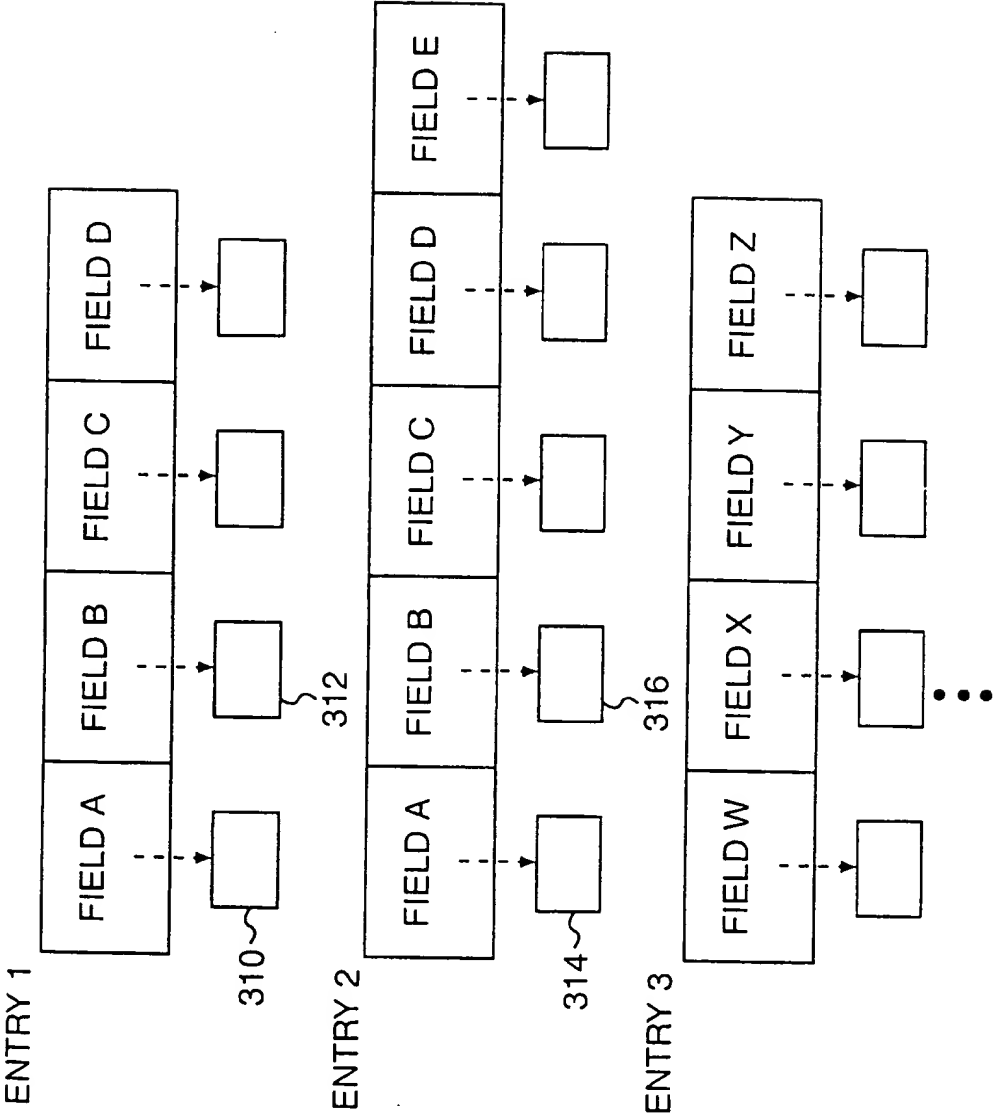 ENTRY 1
FIELD A FIELD B FIELD C FIELD D
310 312
ENTRY 2
FIELD A FIELD B FIELD C FIELD D FIELD E
314 316
ENTRY 3
FIELD W FIELD X FIELD Y FIELD Z